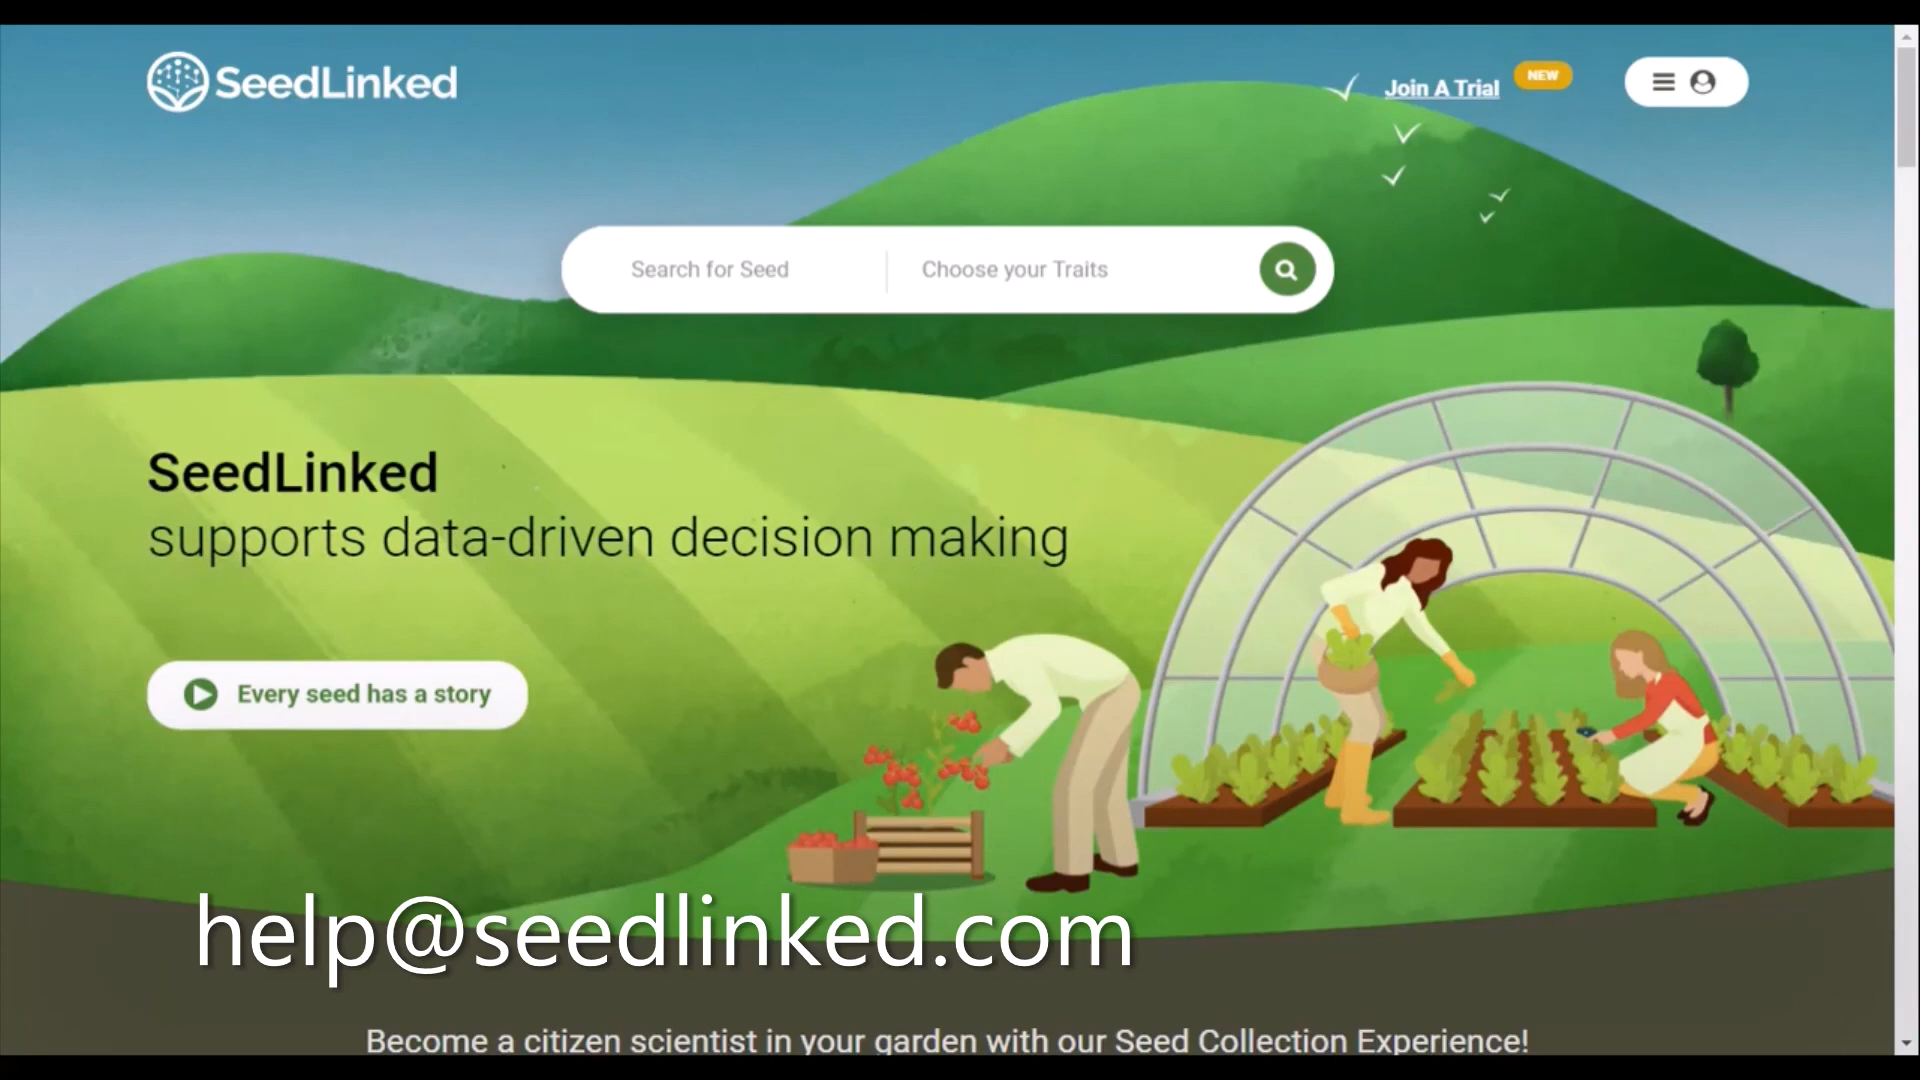 SeedLinked
Join A Trial
NEW
Search for Seed
Choose your Traits
SeedLinked
supports data-driven decision making
Every seed has a story
help@seedlinked.com
Become a citizen scientist in your garden with our Seed Collection Experience!